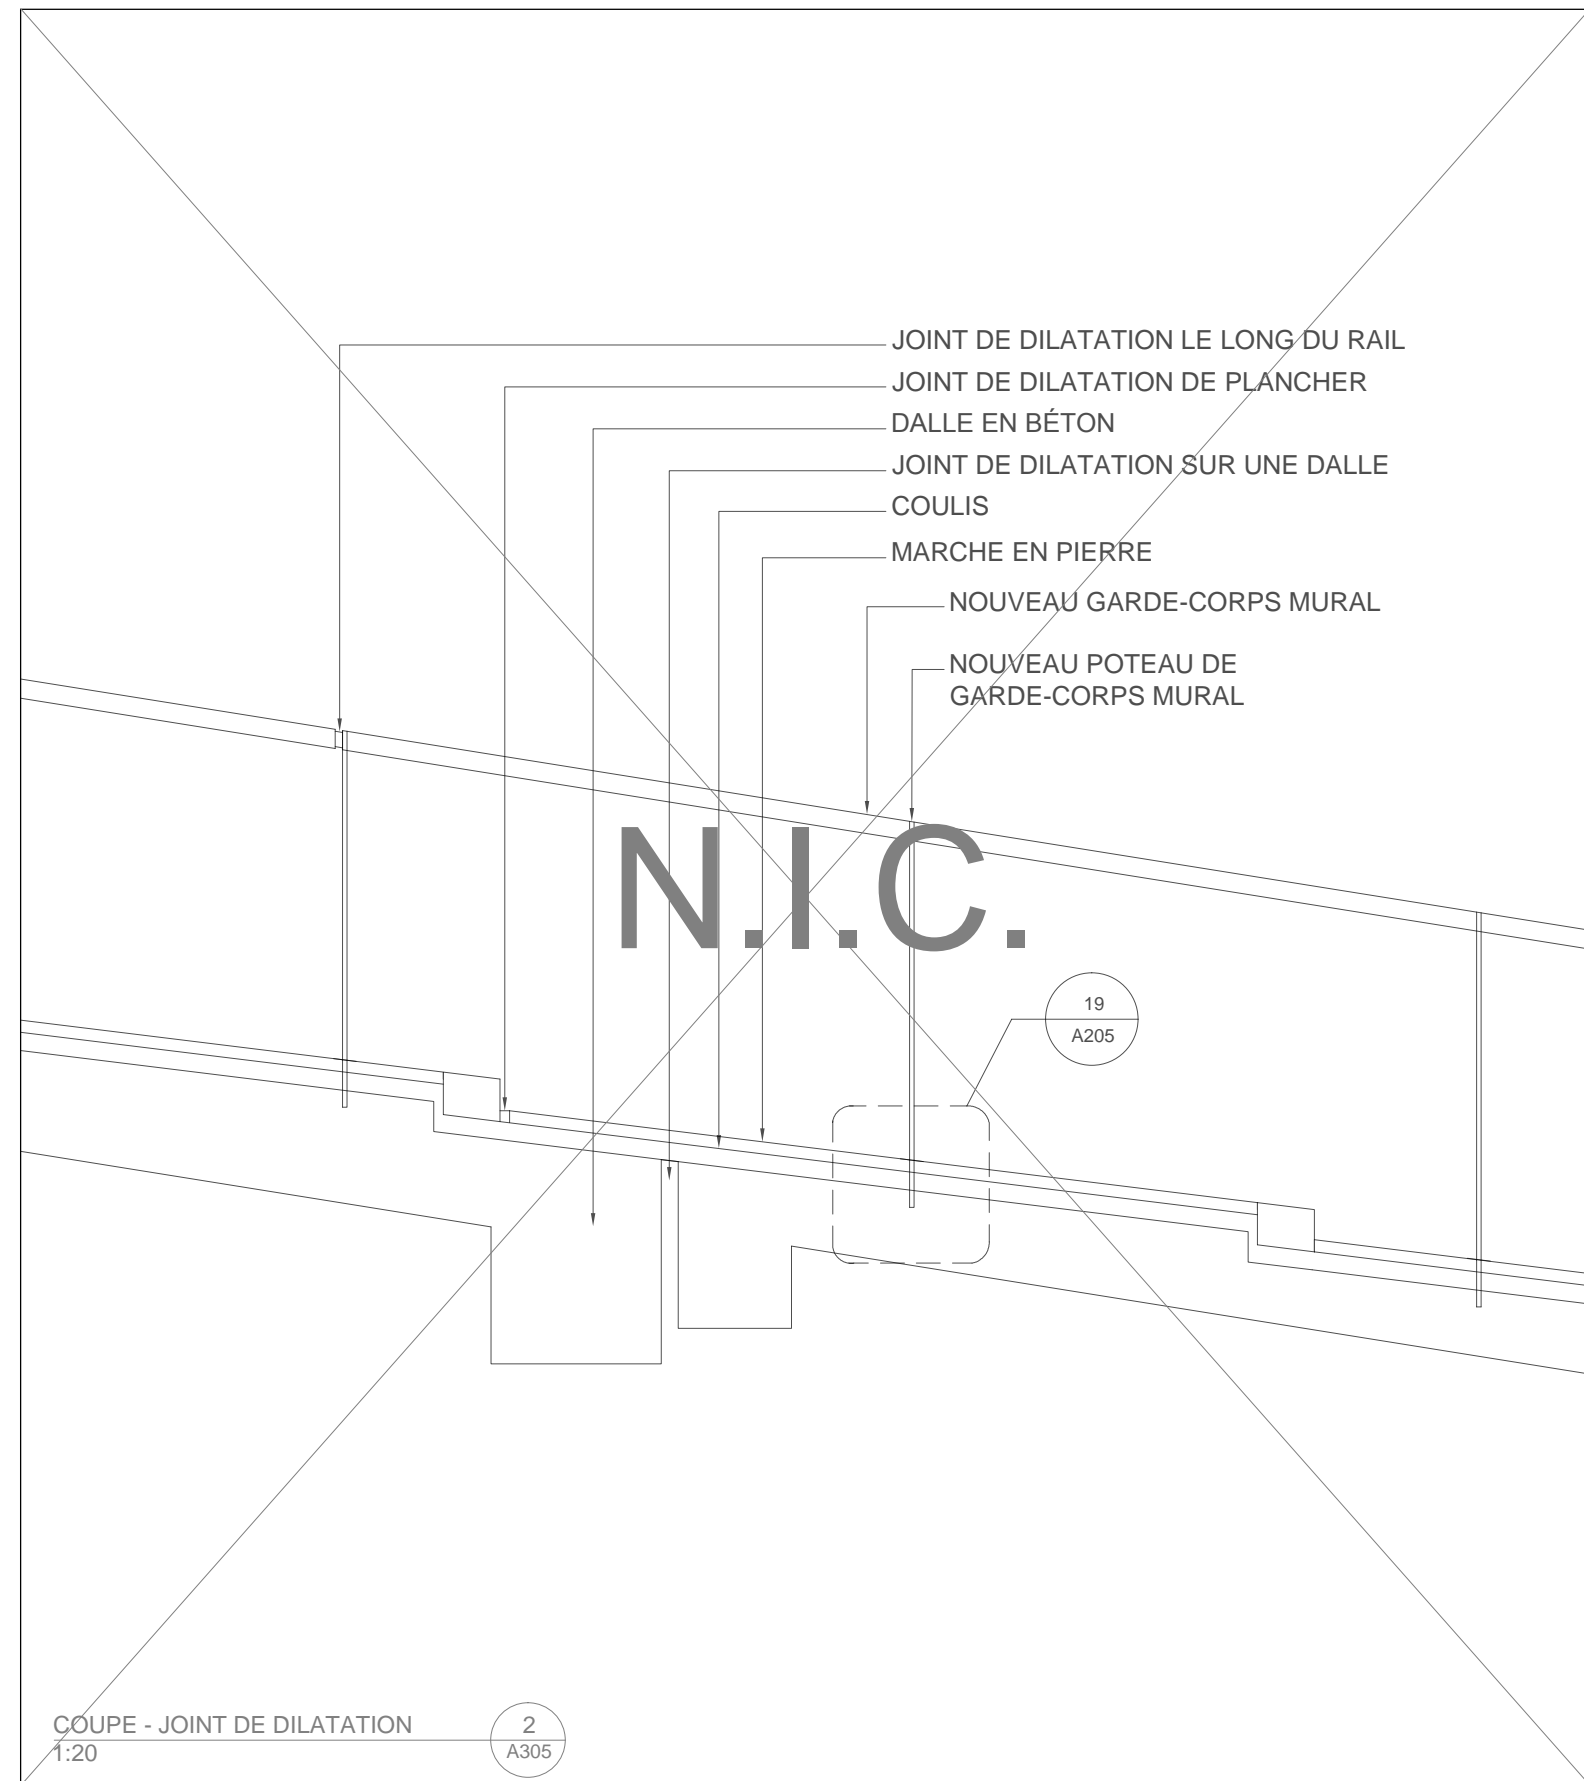 JOINT DE DILATATION LE LONG DU RAIL
JOINT DE DILATATION DE PLANCHER
DALLE EN BÉTON
JOINT DE DILATATION SUR UNE DALLE
COULIS
MARCHE EN PIERRE
NOUVEAU GARDE-CORPS MURAL
NOUVEAU POTEAU DE
GARDE-CORPS MURAL
N.I.C.
19
A205
COUPE - JOINT DE DILATATION
1:20
2
A305